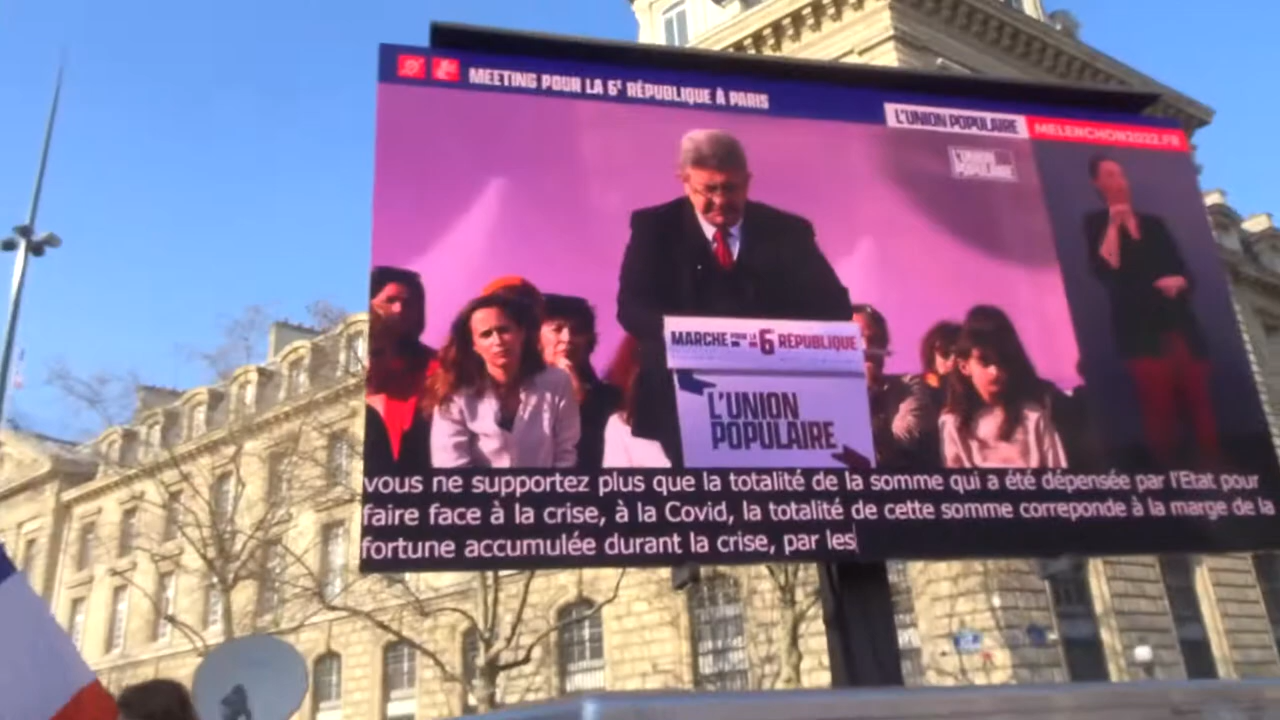 MEETING POUR LA 6E RÉPUBLIQUE À PARIS
L'UNION POPULAIRE
MELENCHON2022.FR
L'UNION
POPULAIRE
MARCHE POUR LA 6 RÉPUBLIQUE
L'UNION
POPULAIRE
vous ne supportez plus que la totalité de la somme qui a été dépensée par l'Etat pour
faire face à la crise, à la Covid, la totalité de cette somme correponde à la marge de la
fortune accumulée durant la crise, par les